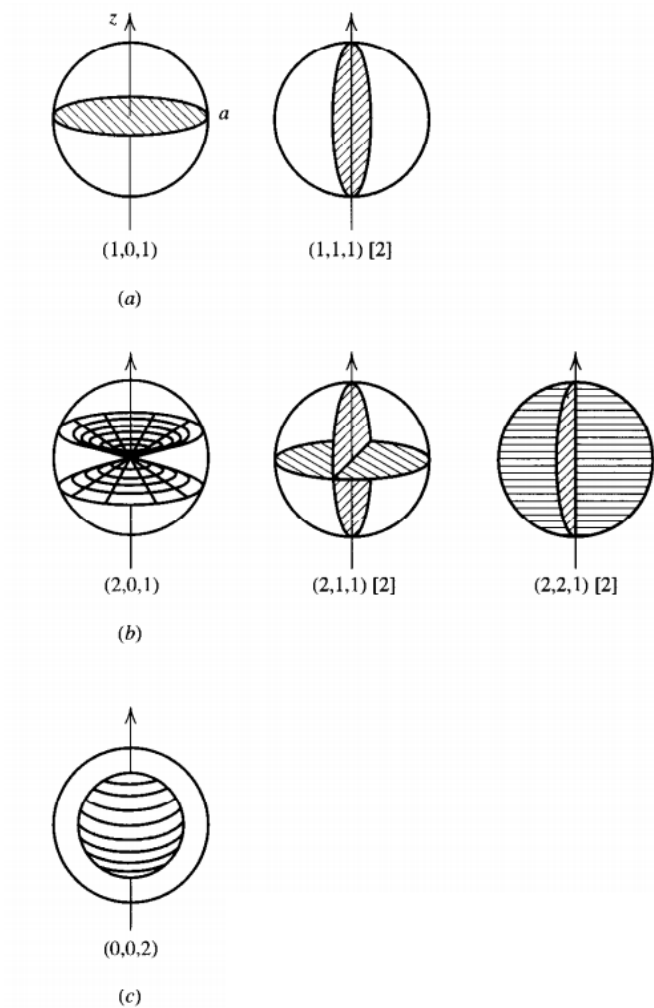 z
a
(1,0,1)
(1,1,1) [2]
(a)
(2,0,1)
(2,1,1) [2]
(2,2,1) [2]
(b)
(0,0,2)
(c)